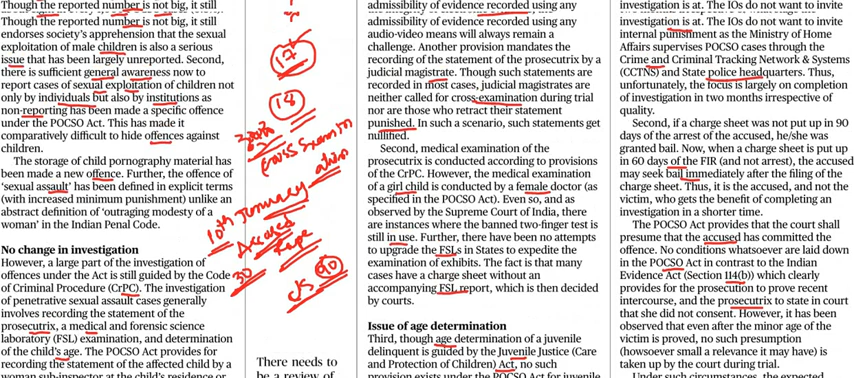 Though the reported number is not big, it still
endorses society's apprehension that the sexual
exploitation of male children is also a serious
issue that has been largely unreported. Second,
there is sufficient general awareness now to
report cases of sexual exploitation of children not
only by individuals but also by institutions as
non-reporting has been made a specific offence
under the POCSO Act. This has made it
comparatively difficult to hide offences against
children.
The storage of child pornography material has
been made a new offence. Further, the offence of
'sexual assault' has been defined in explicit terms
(with increased minimum punishment) unlike an
abstract definition of 'outraging modesty of a
woman' in the Indian Penal Code.
No change in investigation
However, a large part of the investigation of
offences under the Act is still guided by the Code
of Criminal Procedure (CrPC). The investigation
of penetrative sexual assault cases generally
involves recording the statement of the
prosecutrix, a medical and forensic science
laboratory (FSL) examination, and determination
of the child's age. The POCSO Act provides for
recording the statement of the affected child by a
woman sub-inspector at the child's residence or
17
18
Cross Examin
ation
10th January
Accused
Rape
30
90
CS
There needs to
be a review of
admissibility of evidence recorded using any
audio-video means will always remain a
challenge. Another provision mandates the
recording of the statement of the prosecutrix by a
judicial magistrate. Though such statements are
recorded in most cases, judicial magistrates are
neither called for cross-examination during trial
nor are those who retract their statement
punished. In such a scenario, such statements get
nullified.
Second, medical examination of the
prosecutrix is conducted according to provisions
of the CrPC. However, the medical examination
of a girl child is conducted by a female doctor (as
specified in the POCSO Act). Even so, and as
observed by the Supreme Court of India, there
are instances where the banned two-finger test is
still in use. Further, there have been no attempts
to upgrade the FSLs in States to expedite the
examination of exhibits. The fact is that many
cases have a charge sheet without an
accompanying FSL report, which is then decided
by courts.
Issue of age determination
Third, though age determination of a juvenile
delinquent is guided by the Juvenile Justice (Care
and Protection of Children) Act, no such
provision exists under the POCSO Act for juvenile
investigation is at. The IOs do not want to invite
internal punishment as the Ministry of Home
Affairs supervises POCSO cases through the
Crime and Criminal Tracking Network & Systems
(CCTNS) and State police headquarters. Thus,
unfortunately, the focus is largely on completion
of investigation in two months irrespective of
quality.
Second, if a charge sheet was not put up in 90
days of the arrest of the accused, he/she was
granted bail. Now, when a charge sheet is put up
in 60 days of the FIR (and not arrest), the accused
may seek bail immediately after the filing of the
charge sheet. Thus, it is the accused, and not the
victim, who gets the benefit of completing an
investigation in a shorter time.
The POCSO Act provides that the court shall
presume that the accused has committed the
offence. No conditions whatsoever are laid down
in the POCSO Act in contrast to the Indian
Evidence Act (Section 114(b)) which clearly
provides for the prosecution to prove recent
intercourse, and the prosecutrix to state in court
that she did not consent. However, it has been
observed that even after the minor age of the
victim is proved, no such presumption
(howsoever small a relevance it may have) is
taken up by the court during trial.
Under such circumstances, the expected